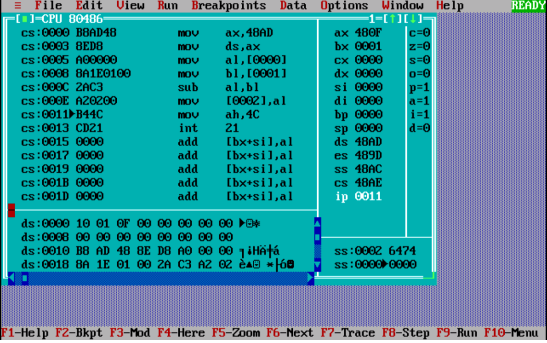 ≡ File Edit View Run Breakpoints Data Options Window Help READY
[■]=CPU 80486 1=[↑][↓]
cs:0000 B8AD48 mov ax,48AD ax 480F c=0
cs:0003 8ED8 mov ds,ax bx 0001 z=0
cs:0005 A00000 mov al,[0000] cx 0000 s=0
cs:0008 8A1E0100 mov bl,[0001] dx 0000 o=0
cs:000C 2AC3 sub al,bl si 0000 p=1
cs:000E A20200 mov [0002],al di 0000 a=1
cs:0011►B44C mov ah,4C bp 0000 i=1
cs:0013 CD21 int 21 sp 0000 d=0
cs:0015 0000 add [bx+si],al ds 48AD
cs:0017 0000 add [bx+si],al es 489D
cs:0019 0000 add [bx+si],al ss 48AC
cs:001B 0000 add [bx+si],al cs 48AE
cs:001D 0000 add [bx+si],al ip 0011
ds:0000 10 01 0F 00 00 00 00 00 ►☺☼
ds:0008 00 00 00 00 00 00 00 00
ds:0010 B8 AD 48 8E D8 A0 00 00 ╕¡HÄ╪á ss:0002 6474
ds:0018 8A 1E 01 00 2A C3 A2 02 è▲☺ *├ó☻ ss:0000►0000
F1-Help F2-Bkpt F3-Mod F4-Here F5-Zoom F6-Next F7-Trace F8-Step F9-Run F10-Menu